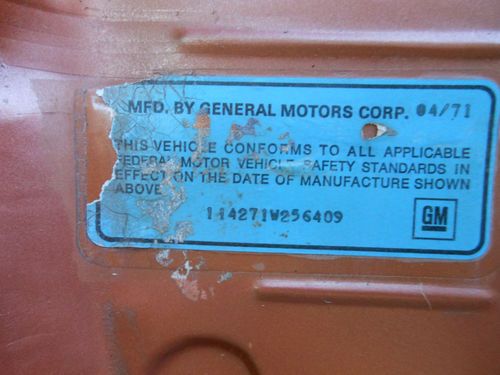 MFD. BY GENERAL MOTORS CORP. 04/71
THIS VEHICLE CONFORMS TO ALL APPLICABLE
FEDERAL MOTOR VEHICLE SAFETY STANDARDS IN
EFFECT ON THE DATE OF MANUFACTURE SHOWN
ABOVE
114271W256409
GM